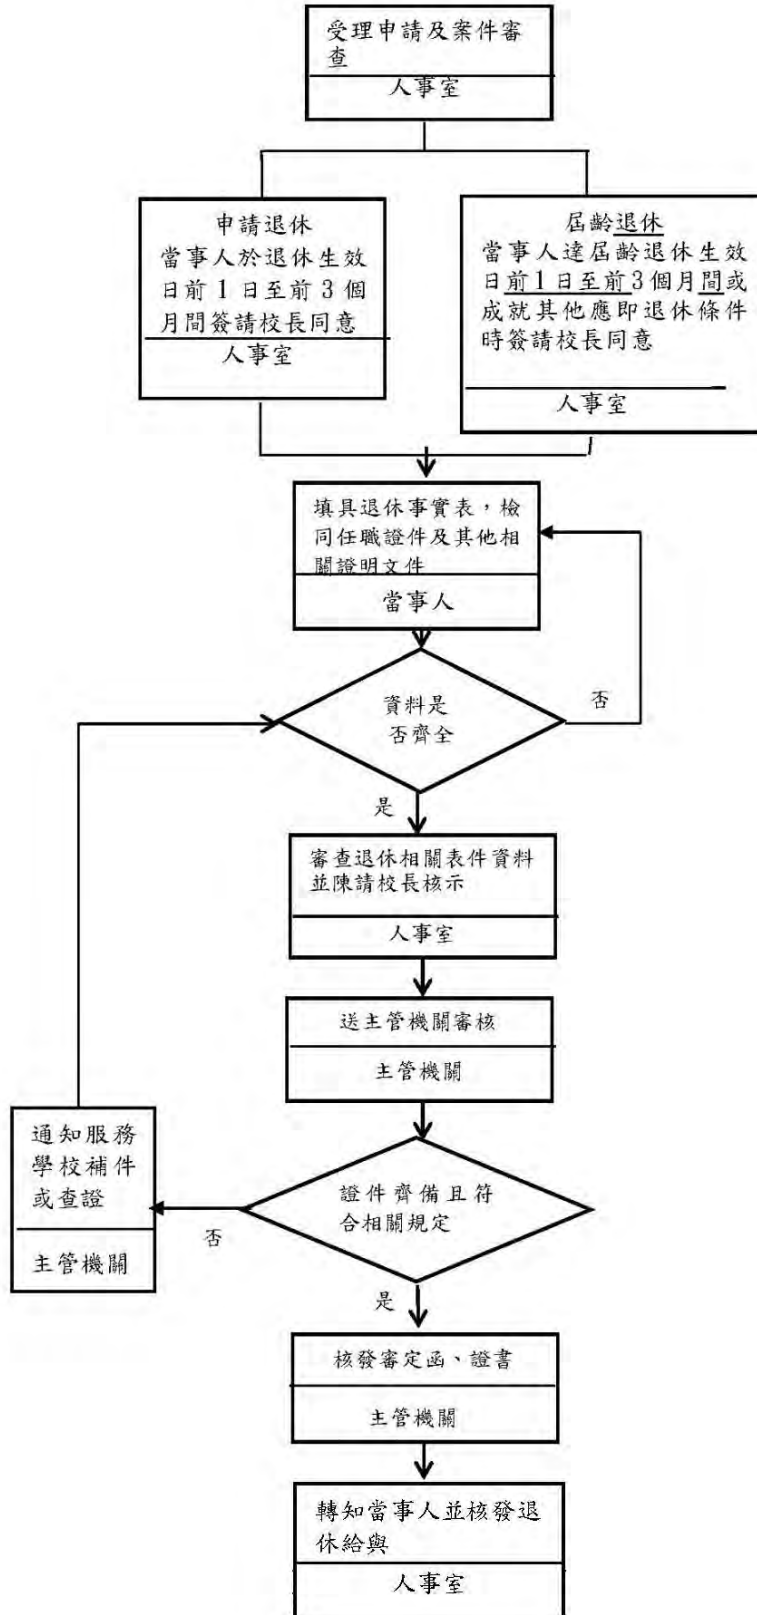 受理申請及案件審
查
人事室
申請退休
當事人於退休生效
日前1日至前3個
月間簽請校長同意
人事室
屆齡退休
當事人達屆齡退休生效
日前1日至前3個月間或
成就其他應即退休條件
時簽請校長同意
人事室
填具退休事實表，檢
同任職證件及其他相
關證明文件
當事人
資料是
否齊全
否
是
審查退休相關表件資料
並陳請校長核示
人事室
送主管機關審核
主管機關
通知服務
學校補件
或查證
主管機關
證件齊備且符
合相關規定
否
是
核發審定函、證書
主管機關
轉知當事人並核發退
休給與
人事室